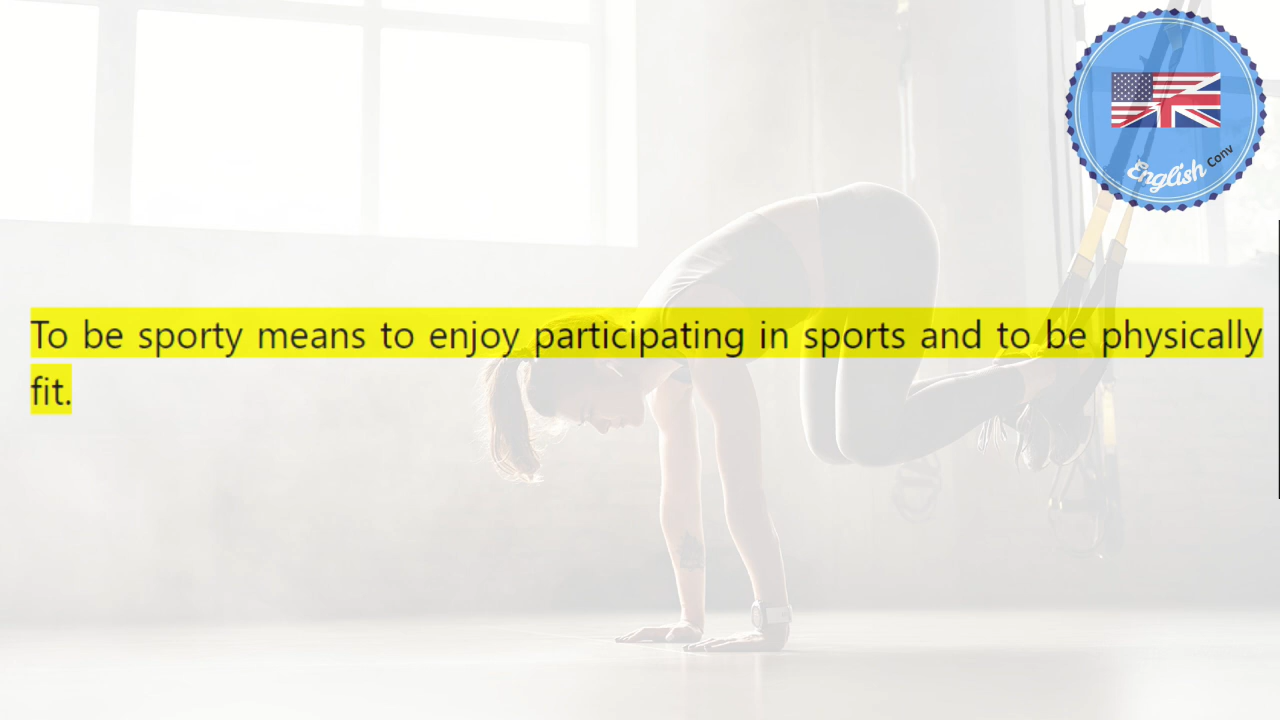 English Conv
To be sporty means to enjoy participating in sports and to be physically
fit.